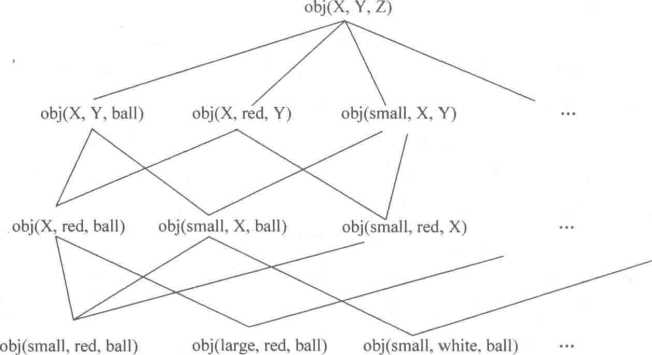 obj(X, Y, Z)
obj(X, Y, ball) obj(X, red, Y) obj(small, X, Y) ...
obj(X, red, ball) obj(small, X, ball) obj(small, red, X) ...
obj(small, red, ball) obj(large, red, ball) obj(small, white, ball) ...